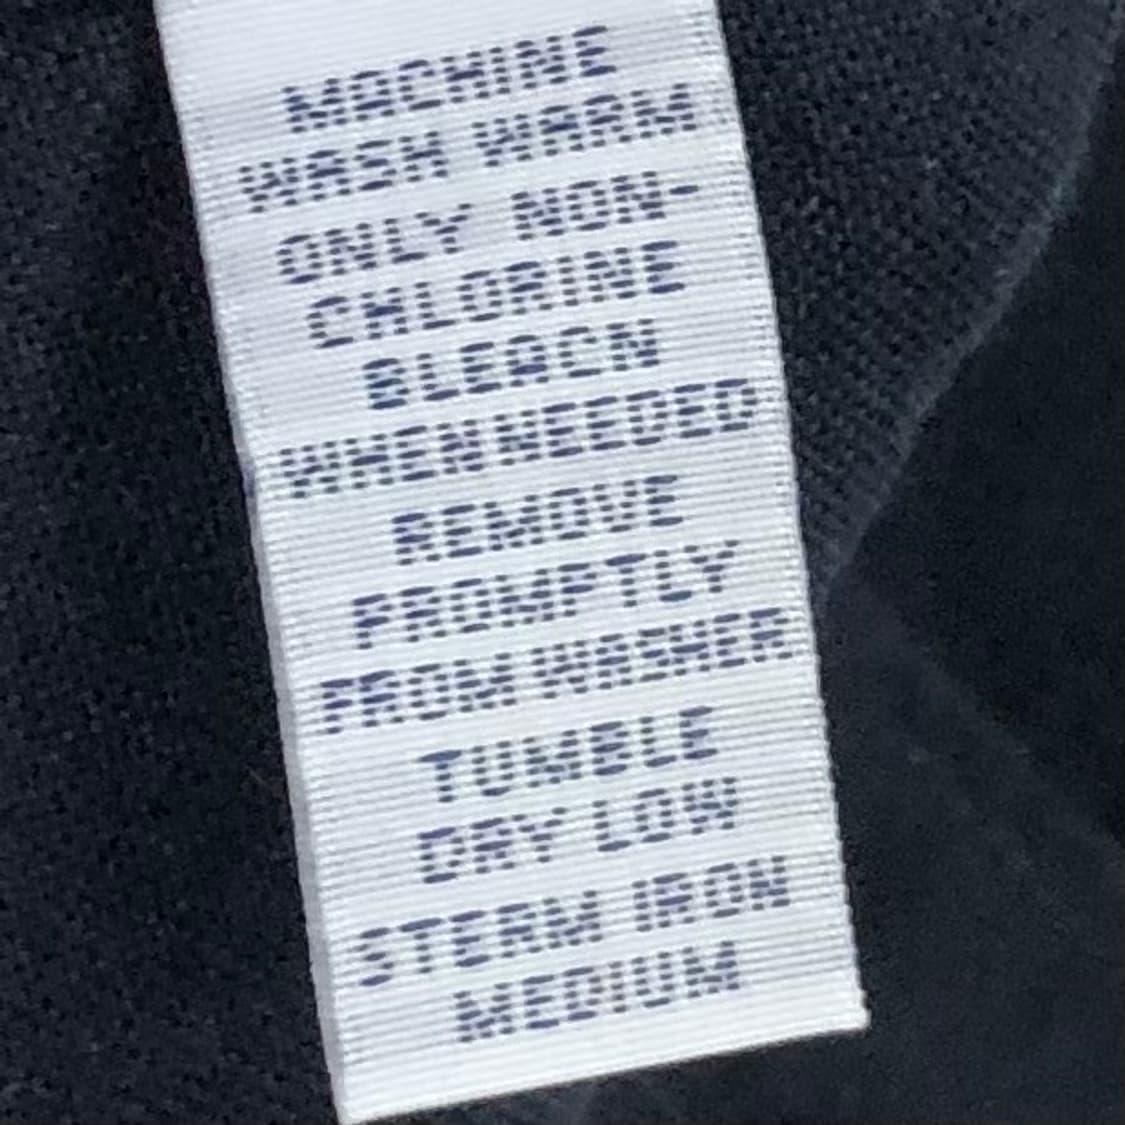 MACHINE
WASH WARM
ONLY NON-
CHLORINE
BLEACN
WHEN NEEDED
REMOVE
PROMPTLY
FROM WASHER
TUMBLE
DRY LOW
STERM IRON
MEDIUM